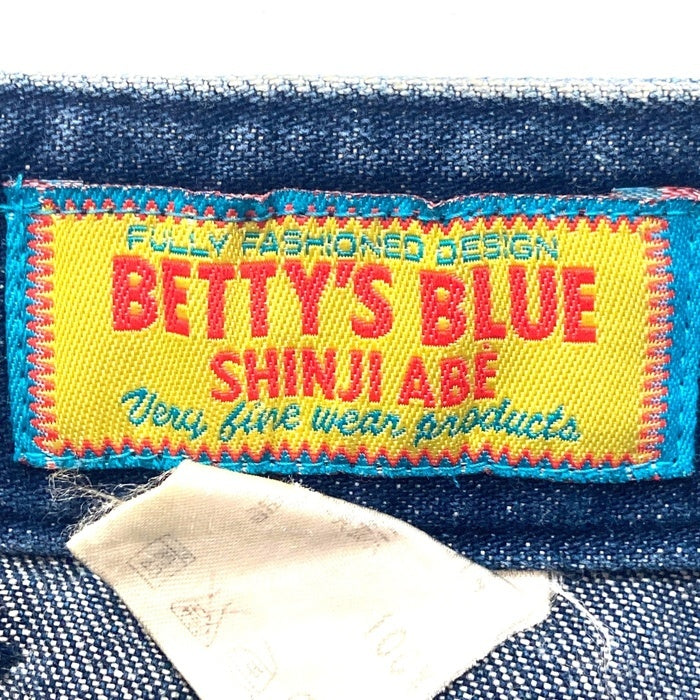 FULLY FASHIONED DESIGN
BETTY'S BLUE
SHINJI ABE
Very fine wear products